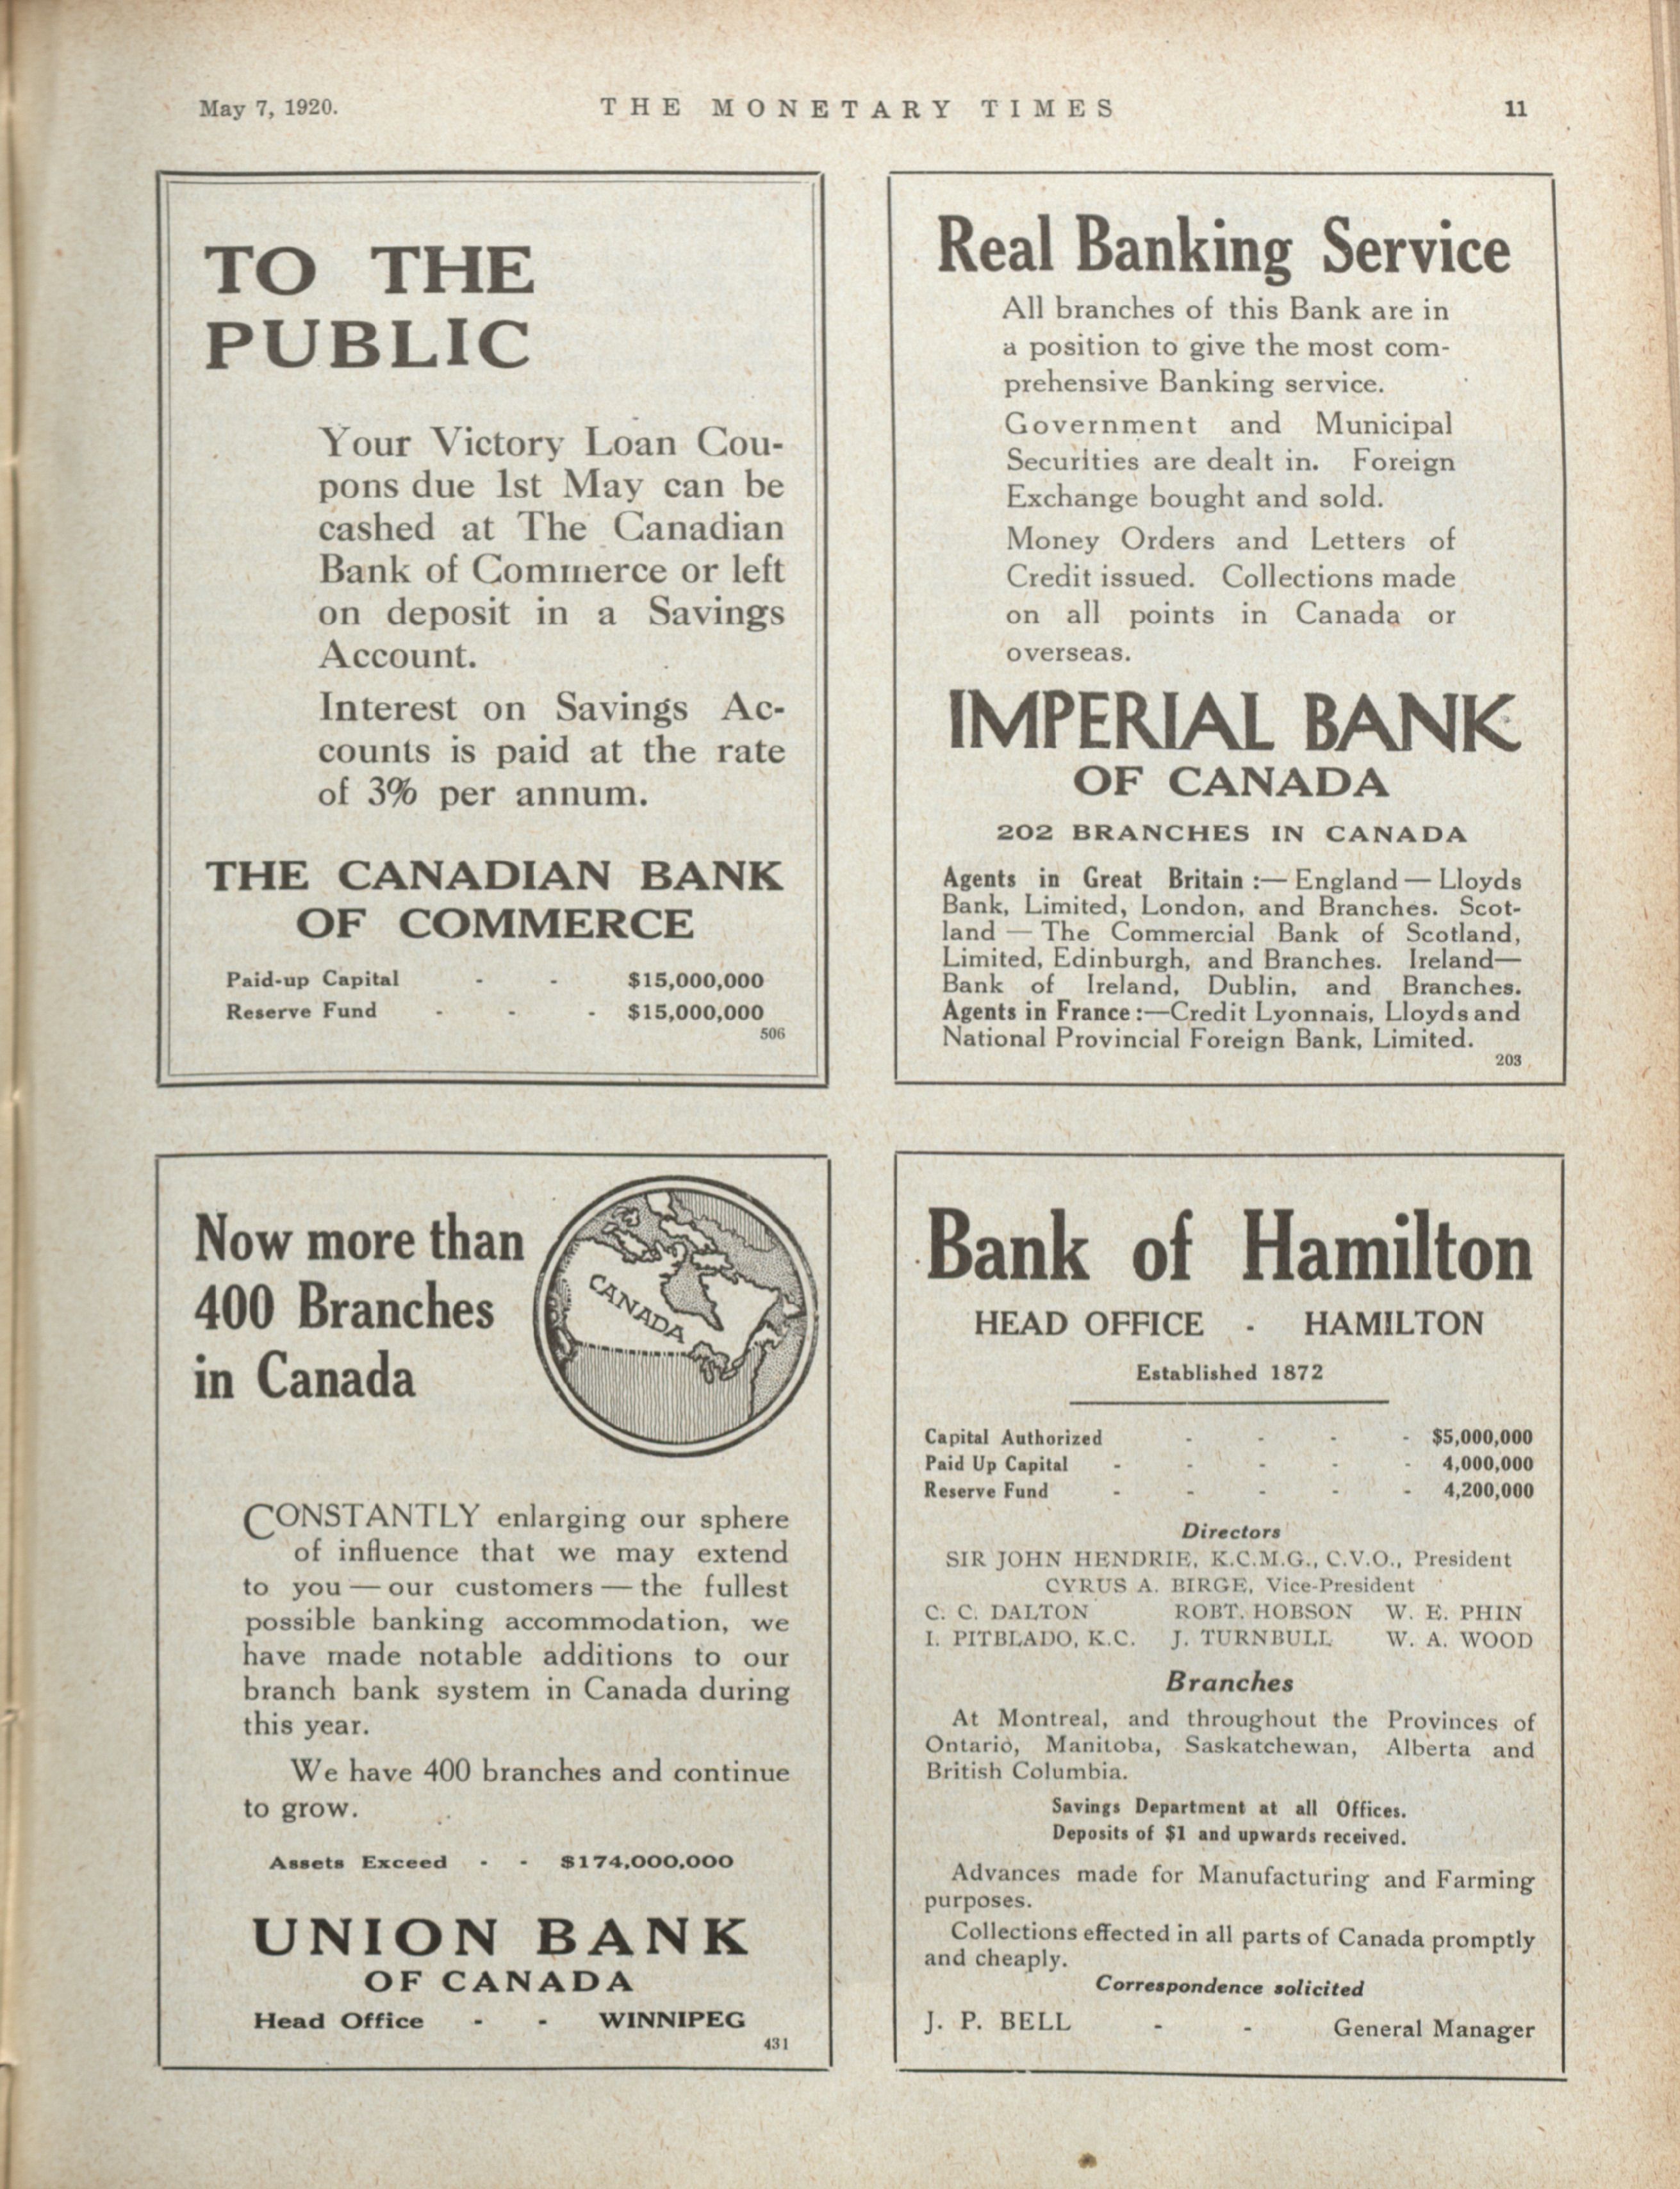 May 7, 1920.
THE MONETARY TIMES
11
TO THE
PUBLIC
Your Victory Loan Cou-
pons due 1st May can be
cashed at The Canadian
Bank of Commerce or left
on deposit in a Savings
Account.
Interest on Savings Ac-
counts is paid at the rate
of 3% per annum.
THE CANADIAN BANK
OF COMMERCE
Paid-up Capital - - $15,000,000
Reserve Fund - - - $15,000,000
506
Real Banking Service
All branches of this Bank are in
a position to give the most com-
prehensive Banking service.
Government and Municipal
Securities are dealt in. Foreign
Exchange bought and sold.
Money Orders and Letters of
Credit issued. Collections made
on all points in Canada or
overseas.
IMPERIAL BANK
OF CANADA
202 BRANCHES IN CANADA
Agents in Great Britain :— England — Lloyds
Bank, Limited, London, and Branches. Scot-
land — The Commercial Bank of Scotland,
Limited, Edinburgh, and Branches. Ireland—
Bank of Ireland, Dublin, and Branches.
Agents in France :—Credit Lyonnais, Lloyds and
National Provincial Foreign Bank, Limited.
203
Now more than
400 Branches
in Canada
CANADA
CONSTANTLY enlarging our sphere
of influence that we may extend
to you — our customers — the fullest
possible banking accommodation, we
have made notable additions to our
branch bank system in Canada during
this year.
We have 400 branches and continue
to grow.
Assets Exceed - - $174,000,000
UNION BANK
OF CANADA
Head Office - - WINNIPEG
431
Bank of Hamilton
HEAD OFFICE - HAMILTON
Established 1872
Capital Authorized - - - - $5,000,000
Paid Up Capital - - - - - 4,000,000
Reserve Fund - - - - - 4,200,000
Directors
SIR JOHN HENDRIE, K.C.M.G., C.V.O., President
CYRUS A. BIRGE, Vice-President
C. C. DALTON ROBT. HOBSON W. E. PHIN
I. PITBLADO, K.C. J. TURNBULL W. A. WOOD
Branches
At Montreal, and throughout the Provinces of
Ontario, Manitoba, Saskatchewan, Alberta and
British Columbia.
Savings Department at all Offices.
Deposits of $1 and upwards received.
Advances made for Manufacturing and Farming
purposes.
Collections effected in all parts of Canada promptly
and cheaply.
Correspondence solicited
J. P. BELL - - General Manager